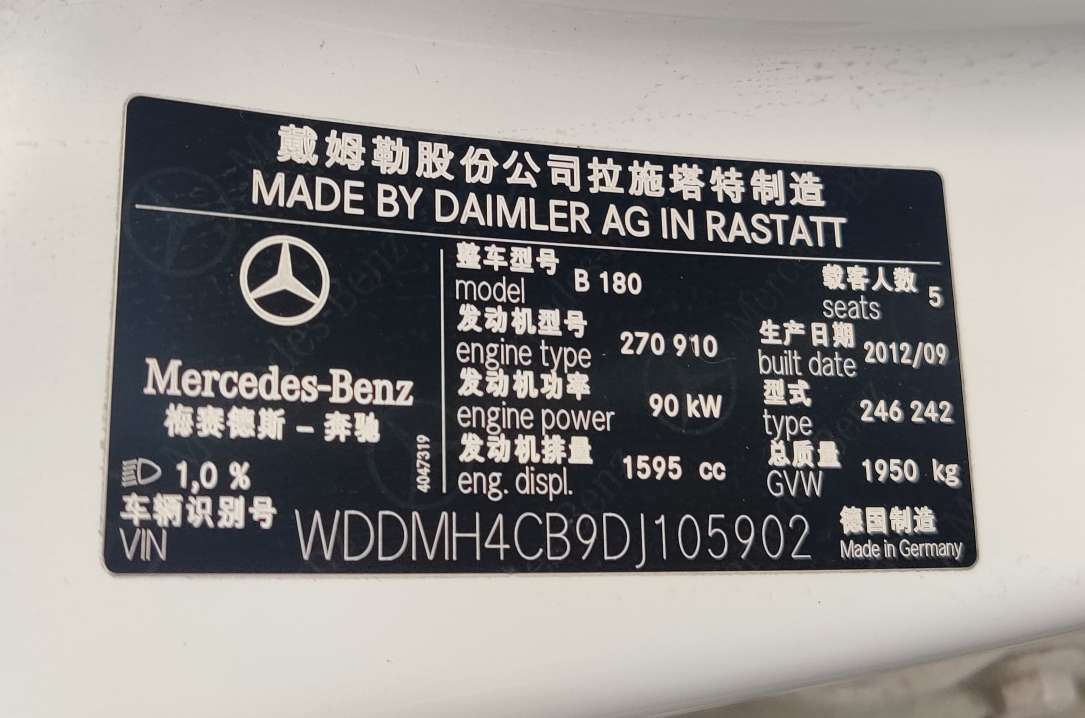 戴姆勒股份公司拉施塔特制造
MADE BY DAIMLER AG IN RASTATT
Mercedes-Benz
梅赛德斯 – 奔驰
1,0 %
4047319
整车型号 B 180 载客人数 5
model seats
发动机型号 270 910 生产日期 2012/09
engine type built date
发动机功率 90 kW 型式 246 242
engine power type
发动机排量 1595 cc 总质量 1950 kg
eng. displ. GVW
车辆识别号 WDDMH4CB9DJ105902 德国制造
VIN Made in Germany